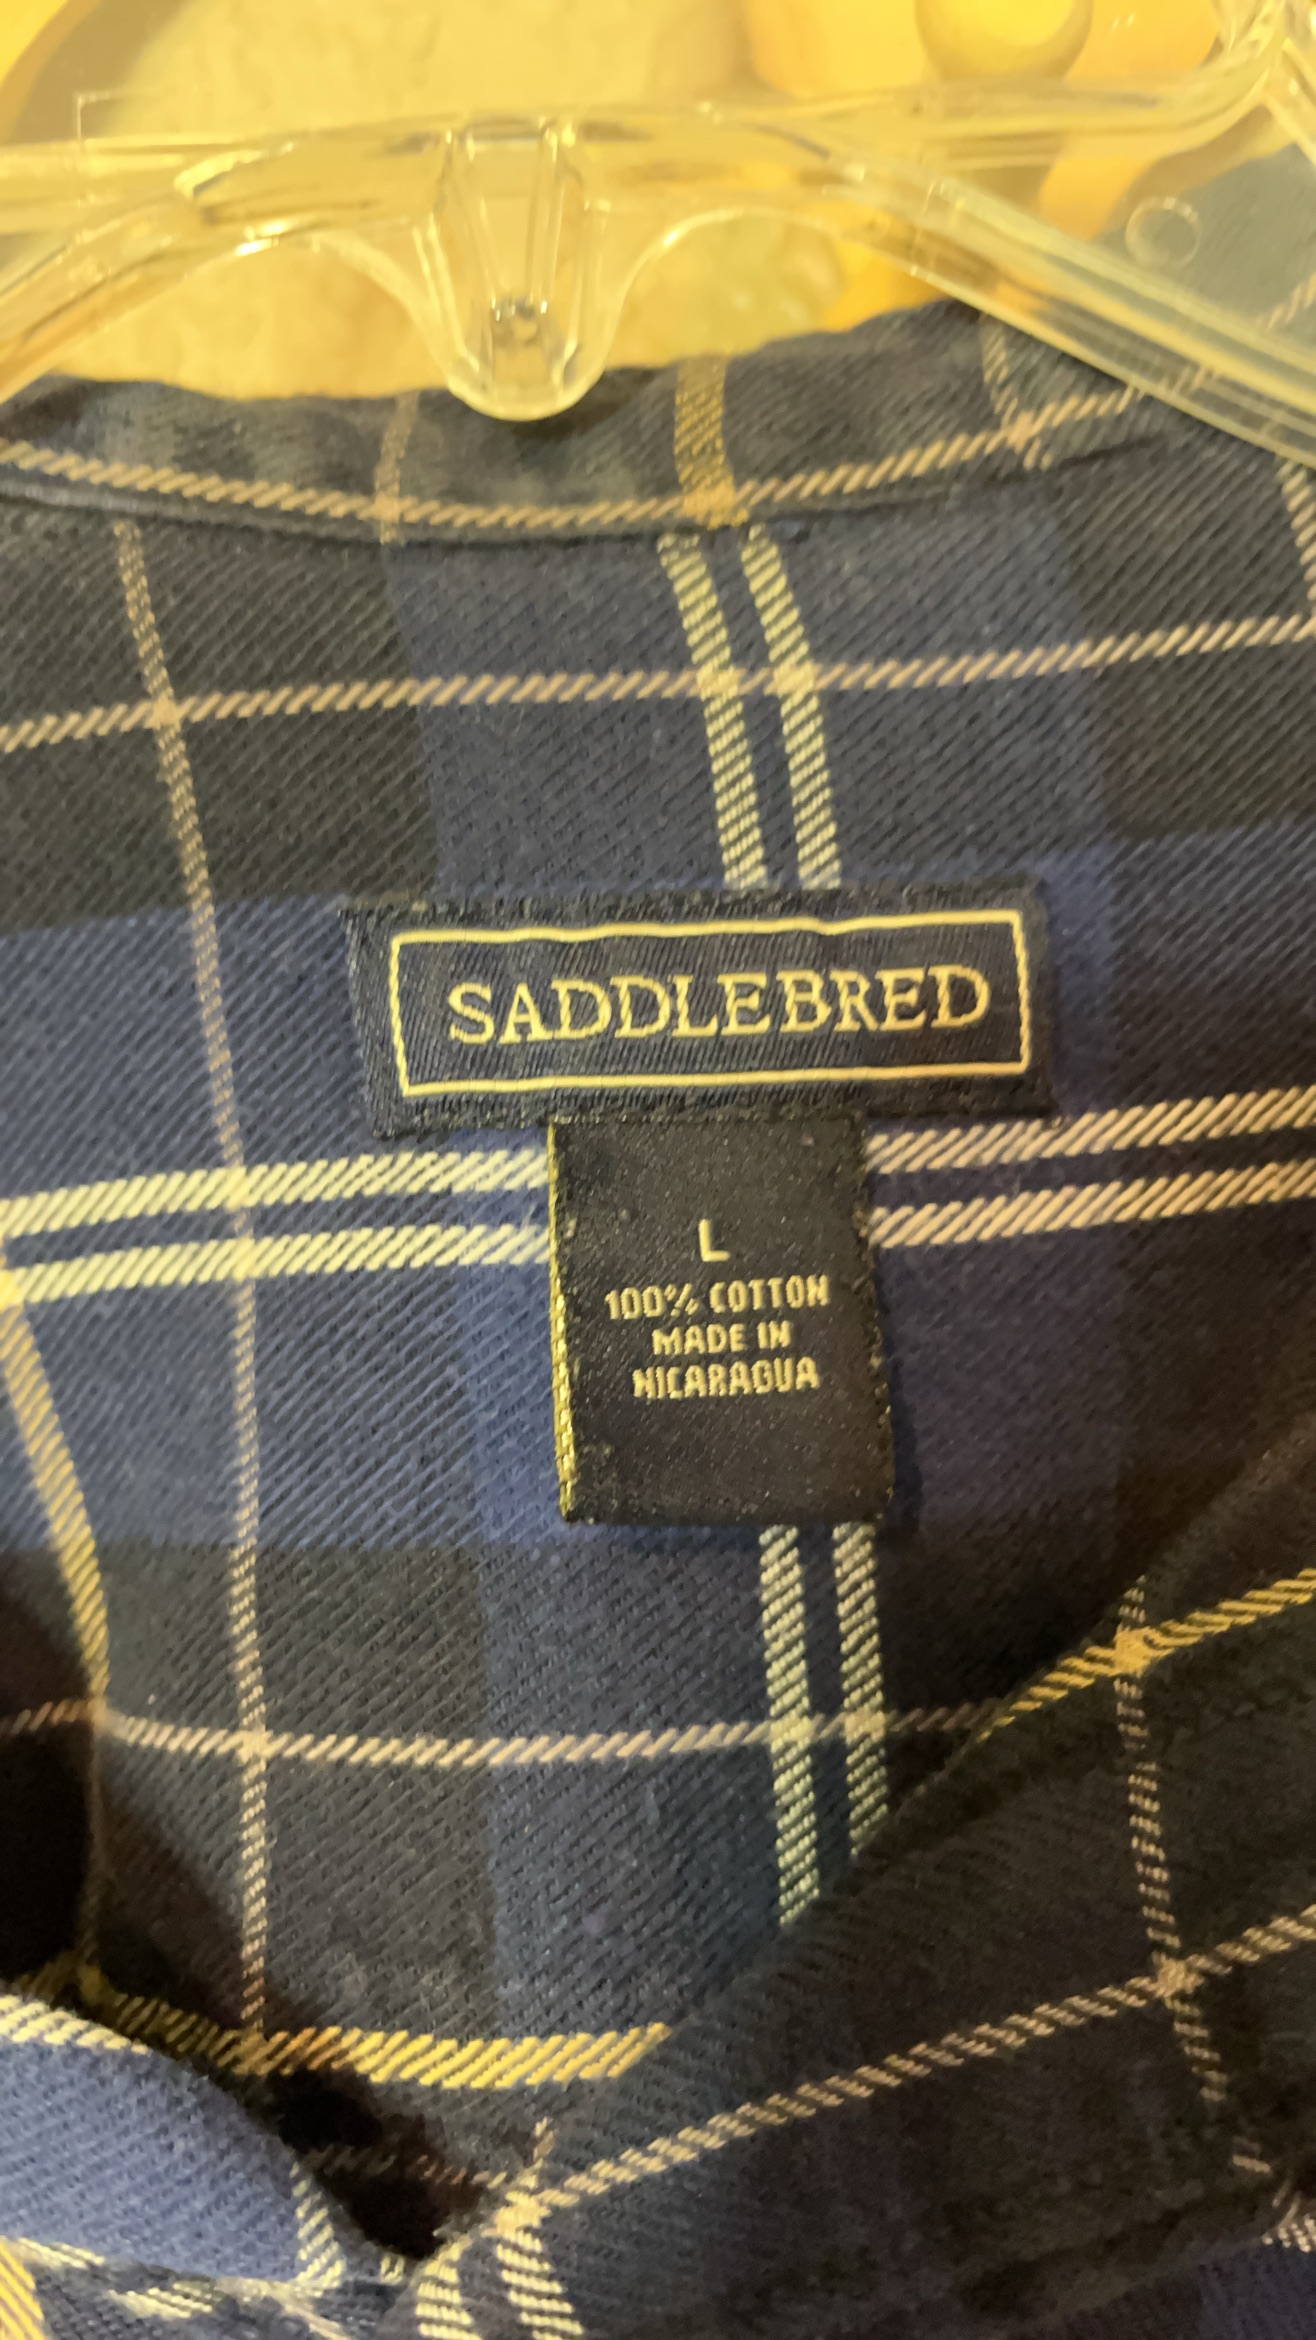 SADDLEBRED
L
100% COTTON
MADE IN
NICARAGUA